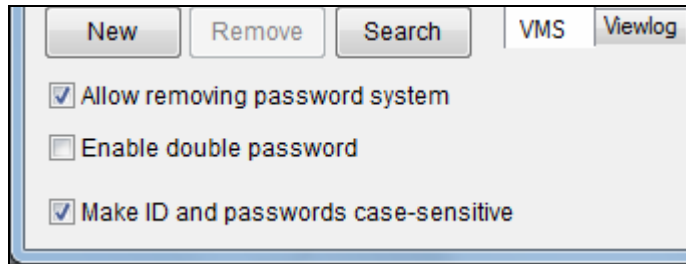 New Remove Search VMS Viewlog
Allow removing password system
Enable double password
Make ID and passwords case-sensitive